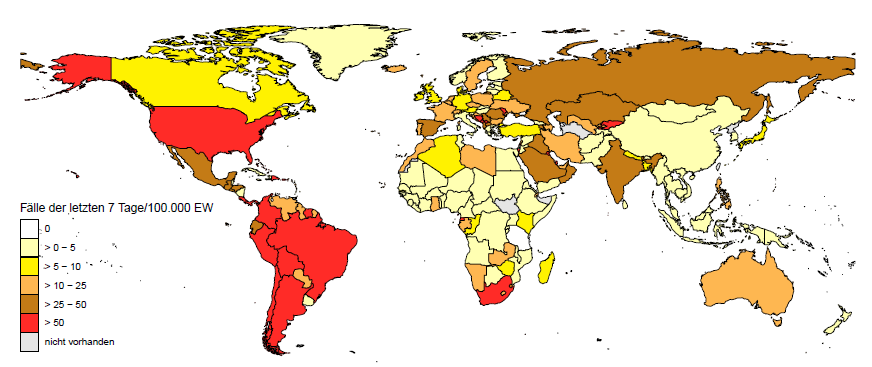 Fälle der letzten 7 Tage/100.000 EW
0
> 0 – 5
> 5 – 10
> 10 – 25
> 25 – 50
> 50
nicht vorhanden